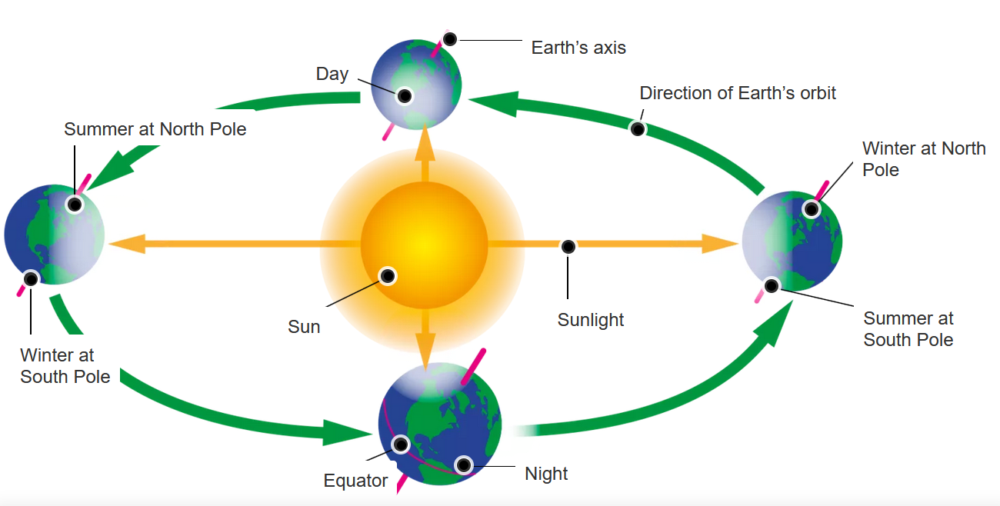 Earth’s axis
Day
Direction of Earth’s orbit
Summer at North Pole
Winter at North
Pole
Sun
Sunlight
Summer at
South Pole
Winter at
South Pole
Equator
Night